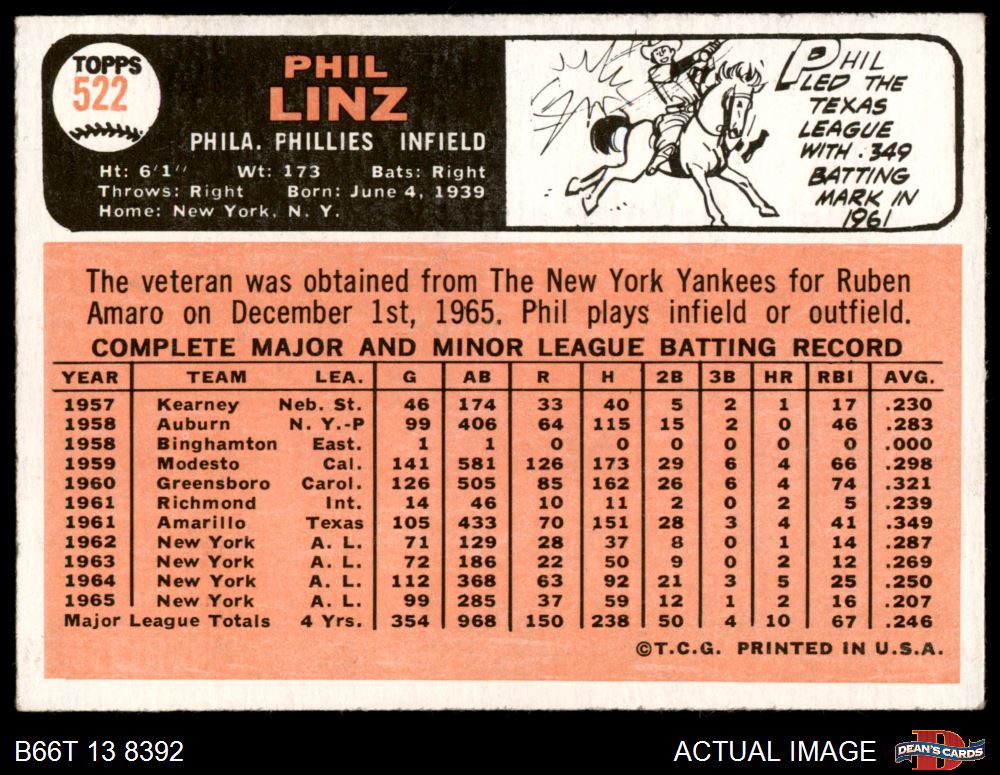 TOPPS
522
PHIL
LINZ
PHILA. PHILLIES INFIELD
Ht: 6'1" Wt: 173 Bats: Right
Throws: Right Born: June 4, 1939
Home: New York, N. Y.
PHIL
LED THE
TEXAS
LEAGUE
WITH .349
BATTING
MARK IN
1961
The veteran was obtained from The New York Yankees for Ruben
Amaro on December 1st, 1965. Phil plays infield or outfield.
COMPLETE MAJOR AND MINOR LEAGUE BATTING RECORD
YEAR TEAM LEA. G AB R H 2B 3B HR RBI AVG.
1957 Kearney Neb. St. 46 174 33 40 5 2 1 17 .230
1958 Auburn N. Y.-P 99 406 64 115 15 2 0 46 .283
1958 Binghamton East. 1 1 0 0 0 0 0 0 .000
1959 Modesto Cal. 141 581 126 173 29 6 4 66 .298
1960 Greensboro Carol. 126 505 85 162 26 6 4 74 .321
1961 Richmond Int. 14 46 10 11 2 0 2 5 .239
1961 Amarillo Texas 105 433 70 151 28 3 4 41 .349
1962 New York A. L. 71 129 28 37 8 0 1 14 .287
1963 New York A. L. 72 186 22 50 9 0 2 12 .269
1964 New York A. L. 112 368 63 92 21 3 5 25 .250
1965 New York A. L. 99 285 37 59 12 1 2 16 .207
Major League Totals 4 Yrs. 354 968 150 238 50 4 10 67 .246
©T.C.G. PRINTED IN U.S.A.
B66T 13 8392
ACTUAL IMAGE
D
DEAN'S CARDS